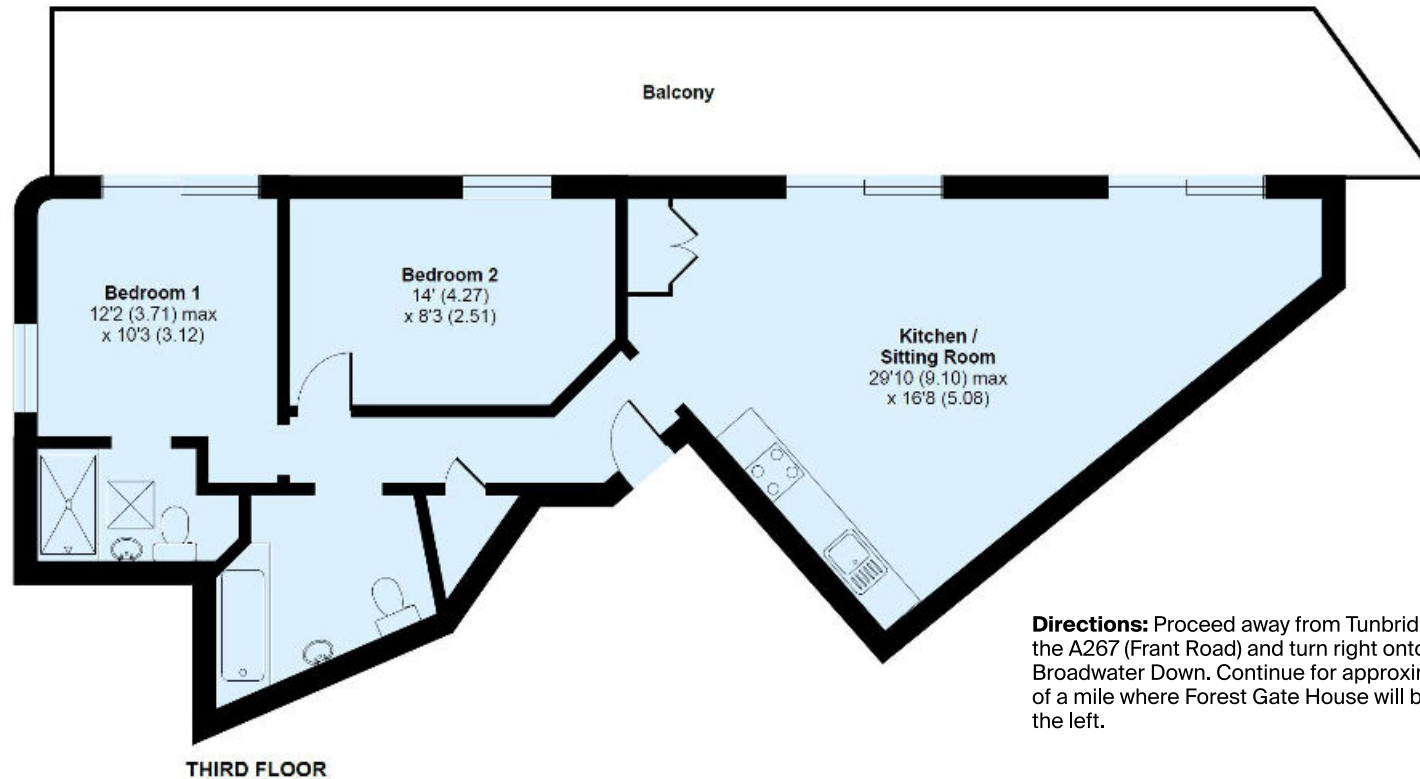 Balcony
Bedroom 1
12'2 (3.71) max
x 10'3 (3.12)
Bedroom 2
14' (4.27)
x 8'3 (2.51)
Kitchen /
Sitting Room
29'10 (9.10) max
x 16'8 (5.08)
Directions: Proceed away from
the A267 (Frant Road) and turn right
Broadwater Down. Continue for
of a mile where Forest Gate House will
the left.
THIRD FLOOR